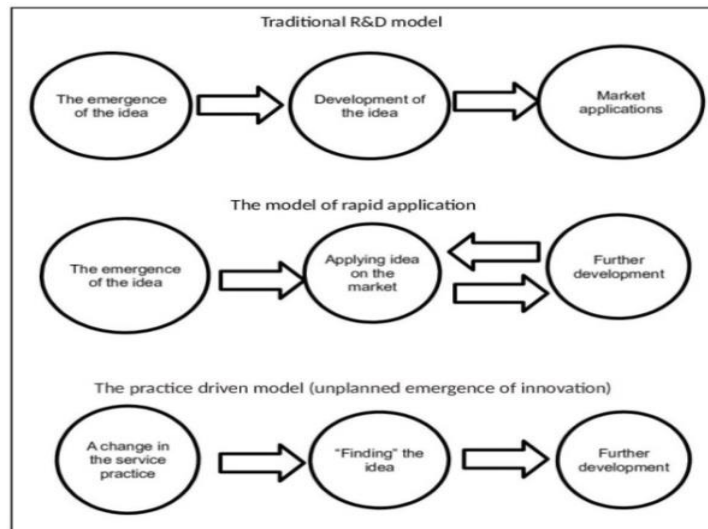 Traditional R&D model
The emergence
of the idea
Development of
the idea
Market
applications
The model of rapid application
The emergence
of the idea
Applying idea
on the
market
Further
development
The practice driven model (unplanned emergence of innovation)
A change in
the service
practice
"Finding" the
idea
Further
development